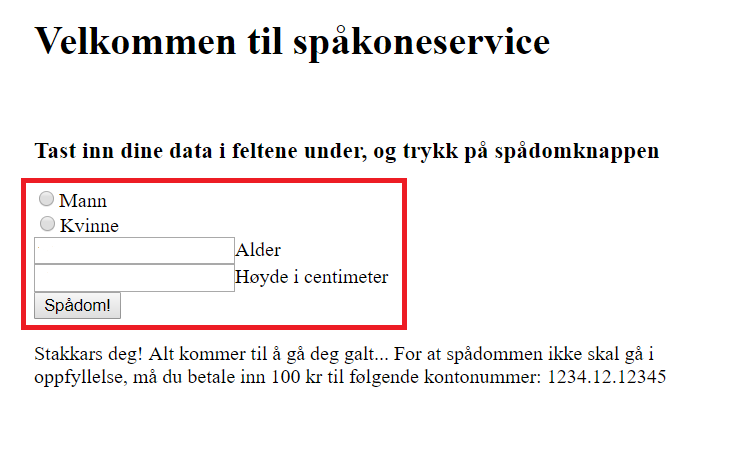 Velkommen til spåkoneservice
Tast inn dine data i feltene under, og trykk på spådomknappen
Mann
Kvinne
Alder
Høyde i centimeter
Spådom!
Stakkars deg! Alt kommer til å gå deg galt... For at spådommen ikke skal gå i
oppfyllelse, må du betale inn 100 kr til følgende kontonummer: 1234.12.12345